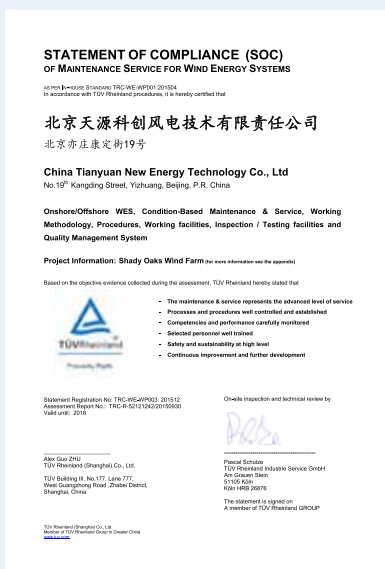 STATEMENT OF COMPLIANCE (SOC)
OF MAINTENANCE SERVICE FOR WIND ENERGY SYSTEMS
AS PER IN-HOUSE STANDARD TRC-WE-WP001:201504
In accordance with TÜV Rheinland procedures, it is hereby certified that
北京天源科创风电技术有限责任公司
北京亦庄康定街19号
China Tianyuan New Energy Technology Co., Ltd
No.19th Kangding Street, Yizhuang, Beijing, P.R. China
Onshore/Offshore WES, Condition-Based Maintenance & Service, Working
Methodology, Procedures, Working facilities, Inspection / Testing facilities and
Quality Management System
Project Information: Shady Oaks Wind Farm (for more information see the appendix)
Based on the objective evidence collected during the assessment, TÜV Rheinland hereby stated that
- The maintenance & service represents the advanced level of service
- Processes and procedures well controlled and established
- Competencies and performance carefully monitored
- Selected personnel well trained
- Safety and sustainability at high level
- Continuous improvement and further development
TÜVRheinland
Precisely Right.
Statement Registration No: TRC-WE-WP003: 201512
Assessment Report No.: TRC-R-52121242/20150930
Valid until: 2018
On-site inspection and technical review by
Alex Guo ZHU
TÜV Rheinland (Shanghai) Co., Ltd.
TÜV Building III, No.177, Lane 777,
West Guangzhong Road ,Zhabei District,
Shanghai, China
Pascal Schulze
TÜV Rheinland Industrie Service GmbH
Am Grauen Stein
51105 Köln
Köln HRB 26876
The statement is signed on
A member of TÜV Rheinland GROUP
TÜV Rheinland (Shanghai) Co., Ltd.
Member of TÜV Rheinland Group in Greater China